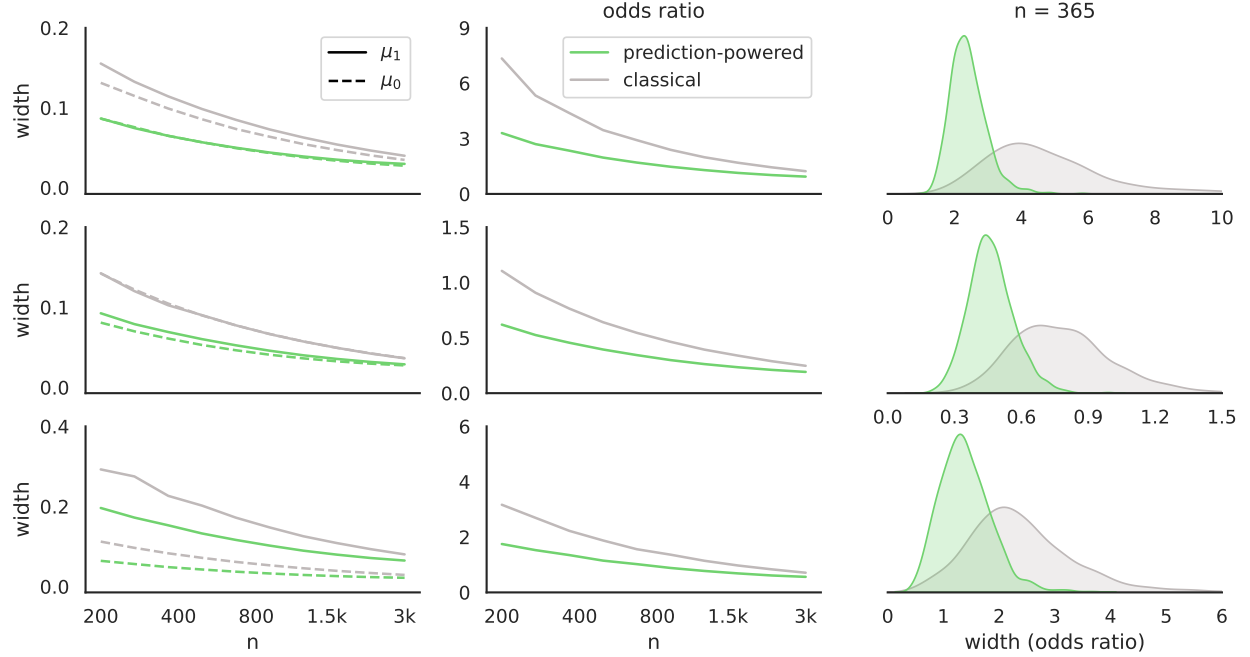 odds ratio
n = 365
0.2
0.1
0.0
width
μ1
μ0
9
6
3
0
prediction-powered
classical
0 2 4 6 8 10
0.2
0.1
0.0
width
1.5
1.0
0.5
0.0
0.0 0.3 0.6 0.9 1.2 1.5
0.4
0.2
0.0
width
200 400 800 1.5k 3k
n
6
4
2
0
200 400 800 1.5k 3k
n
0 1 2 3 4 5 6
width (odds ratio)